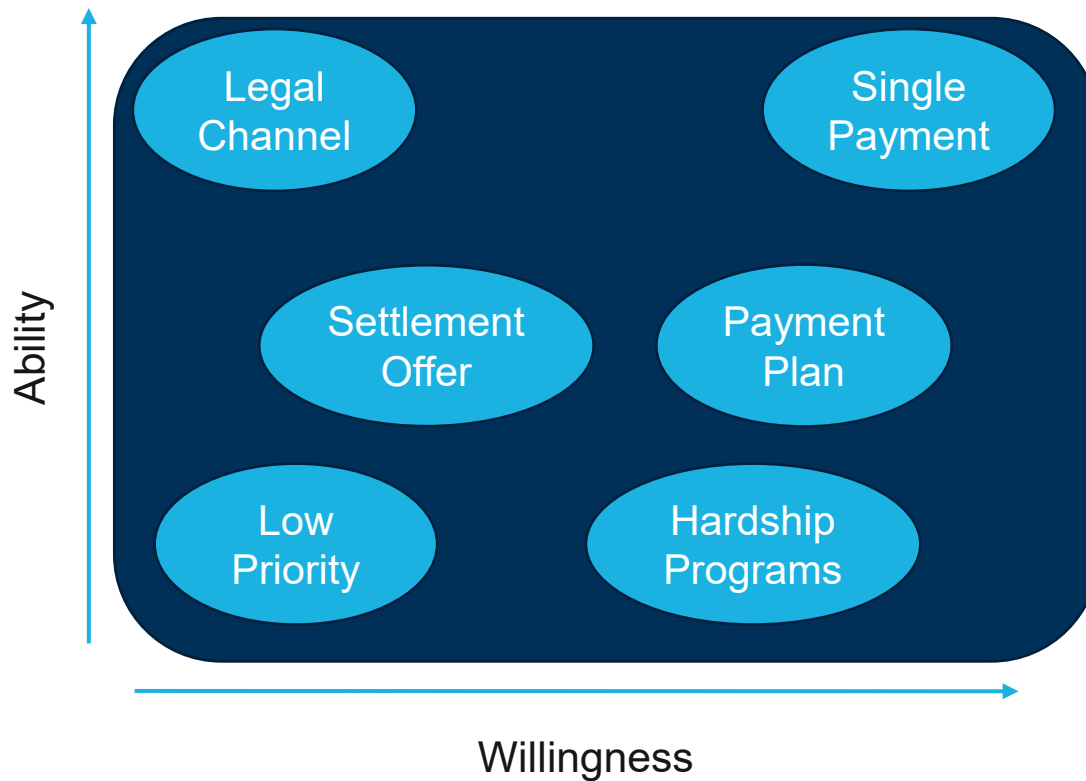 Legal
Channel
Single
Payment
Settlement
Offer
Payment
Plan
Low
Priority
Hardship
Programs
Ability
Willingness